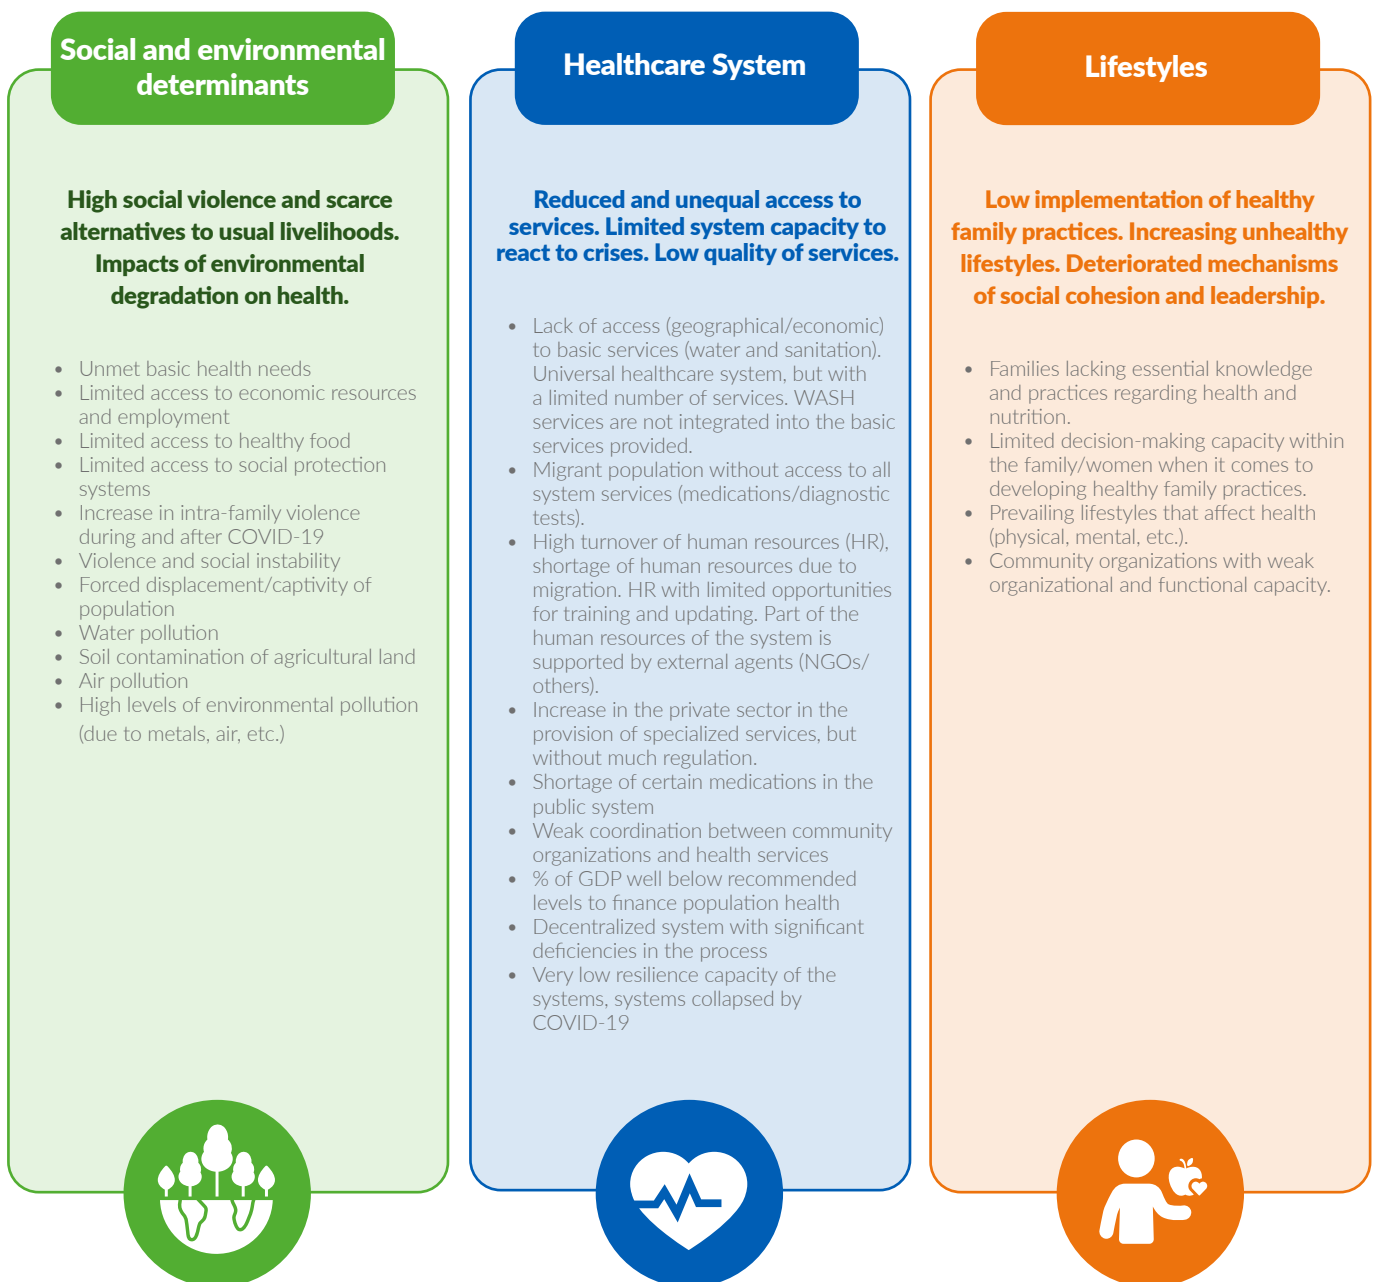 Social and environmental
determinants
High social violence and scarce
alternatives to usual livelihoods.
Impacts of environmental
degradation on health.
• Unmet basic health needs
• Limited access to economic resources
and employment
• Limited access to healthy food
• Limited access to social protection
systems
• Increase in intra-family violence
during and after COVID-19
• Violence and social instability
• Forced displacement/captivity of
population
• Water pollution
• Soil contamination of agricultural land
• Air pollution
• High levels of environmental pollution
(due to metals, air, etc.)
Healthcare System
Reduced and unequal access to
services. Limited system capacity to
react to crises. Low quality of services.
• Lack of access (geographical/economic)
to basic services (water and sanitation).
Universal healthcare system, but with
a limited number of services. WASH
services are not integrated into the basic
services provided.
• Migrant population without access to all
system services (medications/diagnostic
tests).
• High turnover of human resources (HR),
shortage of human resources due to
migration. HR with limited opportunities
for training and updating. Part of the
human resources of the system is
supported by external agents (NGOs/
others).
• Increase in the private sector in the
provision of specialized services, but
without much regulation.
• Shortage of certain medications in the
public system
• Weak coordination between community
organizations and health services
• % of GDP well below recommended
levels to finance population health
• Decentralized system with significant
deficiencies in the process
• Very low resilience capacity of the
systems, systems collapsed by
COVID-19
Lifestyles
Low implementation of healthy
family practices. Increasing unhealthy
lifestyles. Deteriorated mechanisms
of social cohesion and leadership.
• Families lacking essential knowledge
and practices regarding health and
nutrition.
• Limited decision-making capacity within
the family/women when it comes to
developing healthy family practices.
• Prevailing lifestyles that affect health
(physical, mental, etc.).
• Community organizations with weak
organizational and functional capacity.